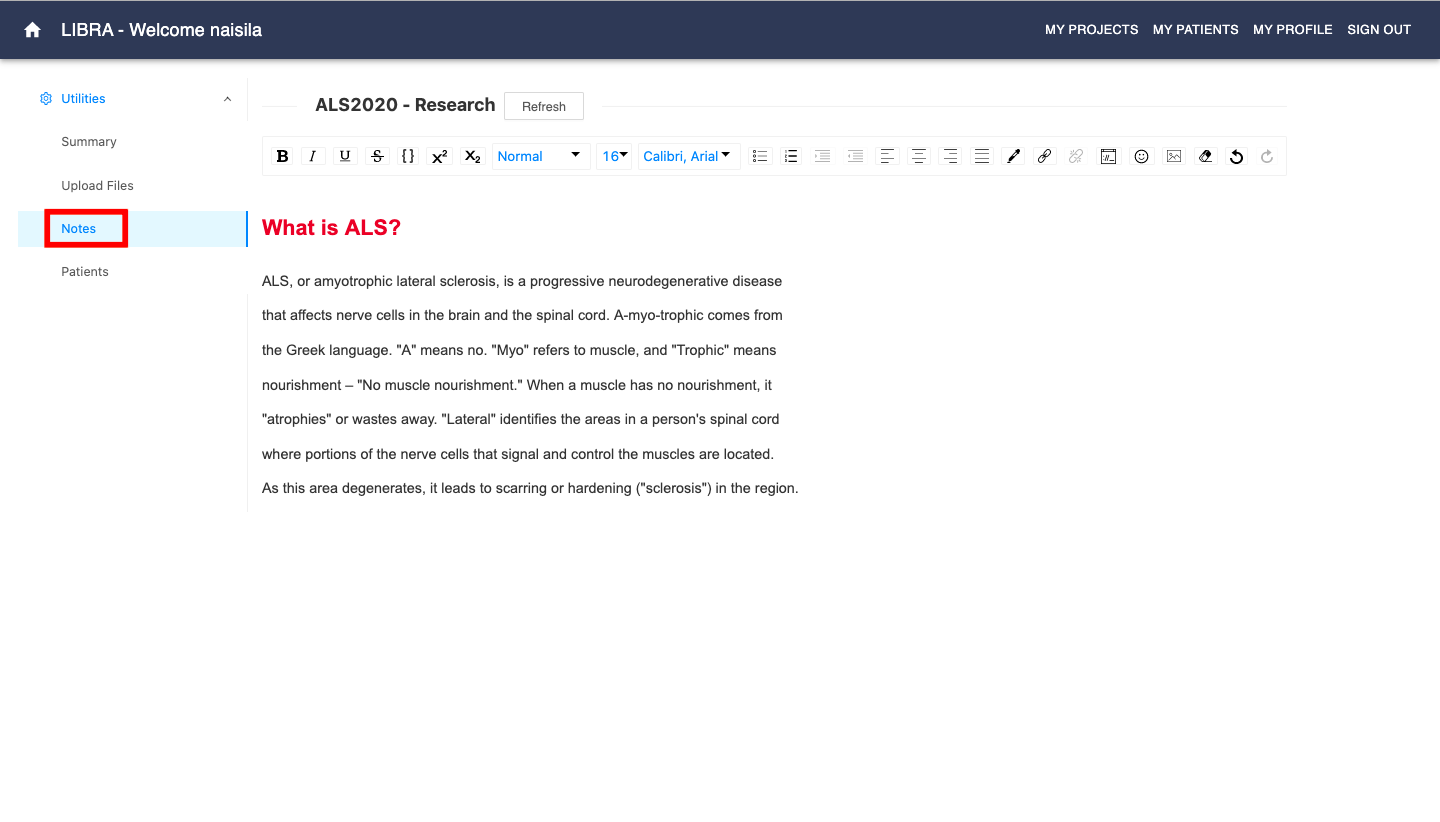 LIBRA - Welcome naisila
MY PROJECTS MY PATIENTS MY PROFILE SIGN OUT
Utilities
Summary
Upload Files
Notes
Patients
ALS2020 - Research Refresh
B I U S {} X² X₂ Normal 16 Calibri, Arial
What is ALS?
ALS, or amyotrophic lateral sclerosis, is a progressive neurodegenerative disease
that affects nerve cells in the brain and the spinal cord. A-myo-trophic comes from
the Greek language. "A" means no. "Myo" refers to muscle, and "Trophic" means
nourishment – "No muscle nourishment." When a muscle has no nourishment, it
"atrophies" or wastes away. "Lateral" identifies the areas in a person's spinal cord
where portions of the nerve cells that signal and control the muscles are located.
As this area degenerates, it leads to scarring or hardening ("sclerosis") in the region.